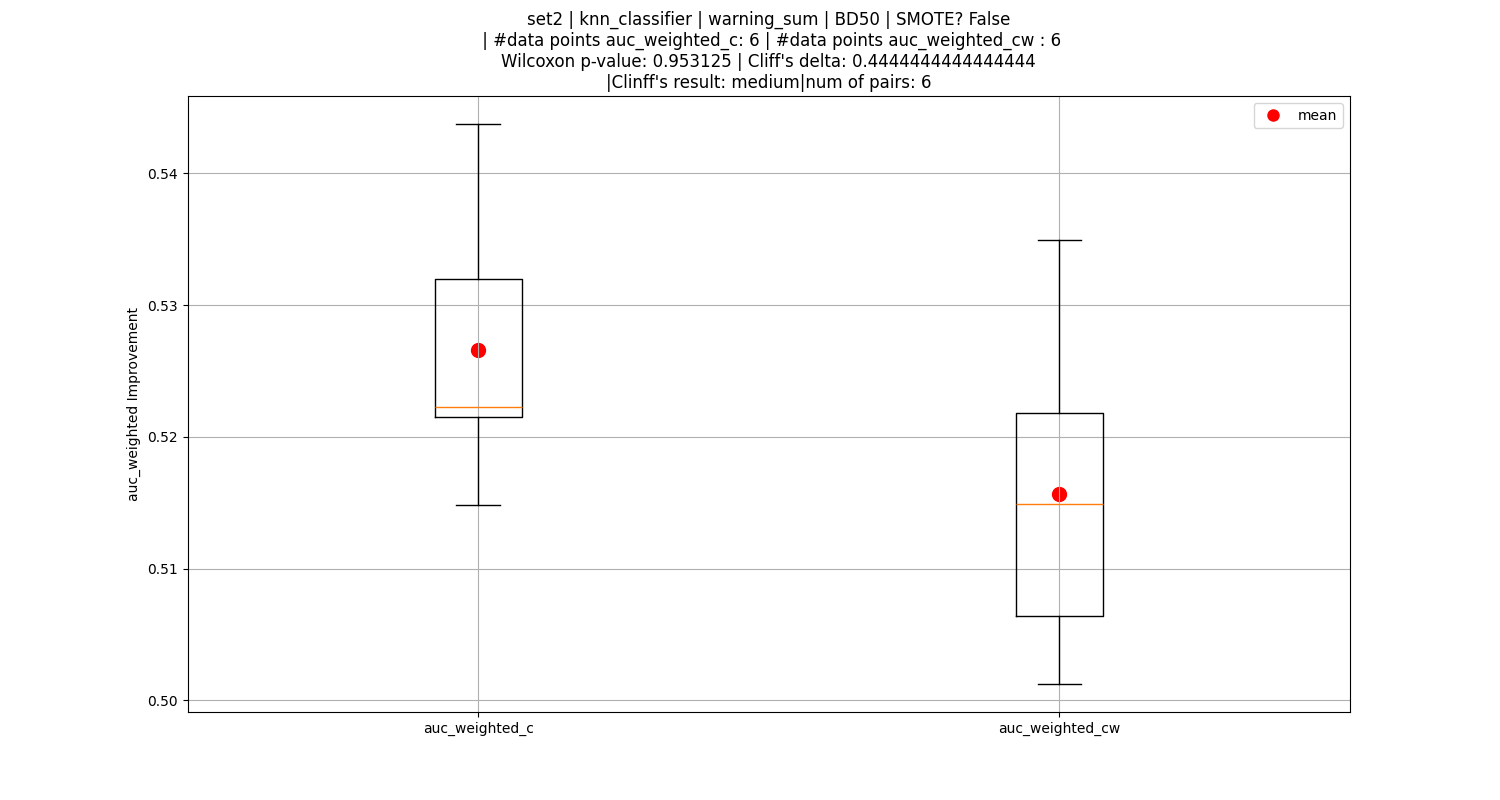 set2 | knn_classifier | warning_sum | BD50 | SMOTE? False
| #data points auc_weighted_c: 6 | #data points auc_weighted_cw : 6
Wilcoxon p-value: 0.953125 | Cliff's delta: 0.4444444444444444
|Clinff's result: medium|num of pairs: 6
mean
0.54
0.53
0.52
0.51
0.50
auc_weighted Improvement
auc_weighted_c
auc_weighted_cw